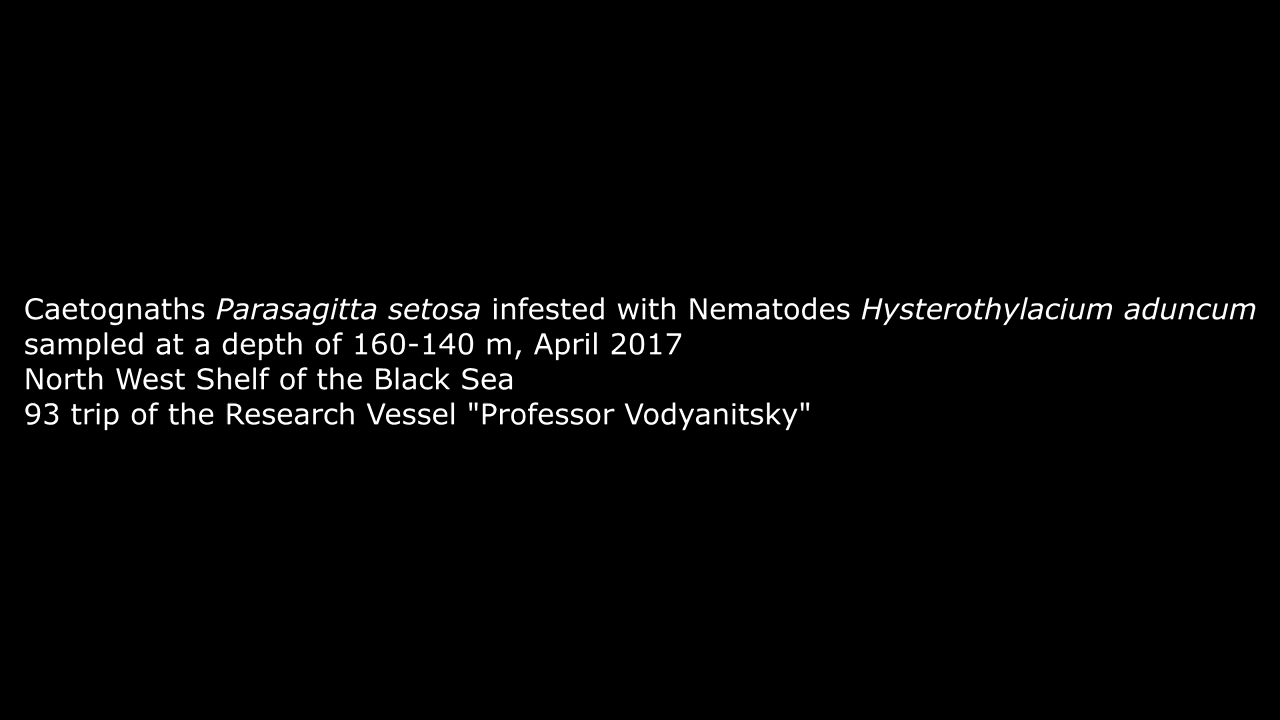 Caetognaths Parasagitta setosa infested with Nematodes Hysterothylacium aduncum
sampled at a depth of 160-140 m, April 2017
North West Shelf of the Black Sea
93 trip of the Research Vessel "Professor Vodyanitsky"